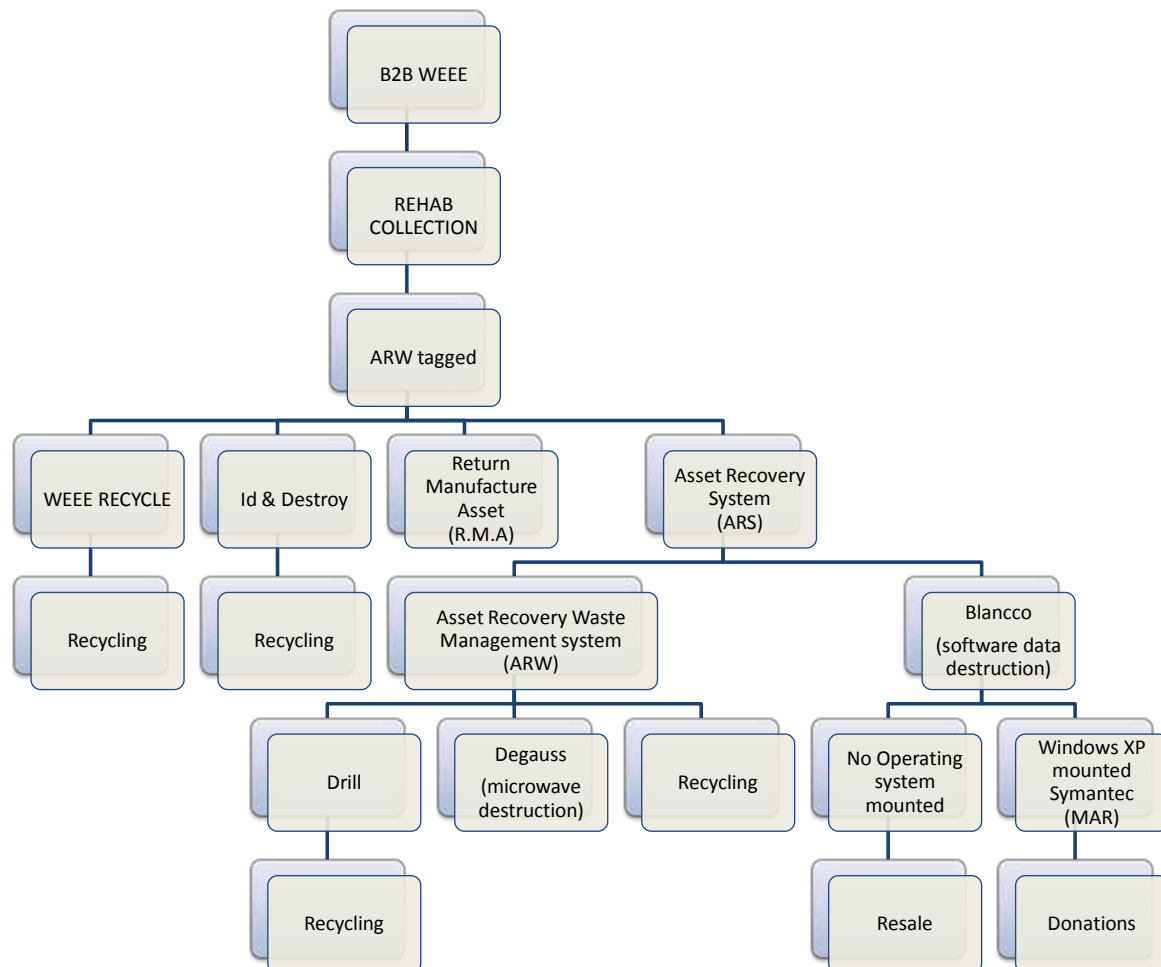 B2B WEEE
REHAB
COLLECTION
ARW tagged
WEEE RECYCLE
Id & Destroy
Return
Manufacture
Asset
(R.M.A)
Asset Recovery
System
(ARS)
Recycling
Recycling
Asset Recovery Waste
Management system
(ARW)
Blancco
(software data
destruction)
Drill
Degauss
(microwave
destruction)
Recycling
No Operating
system
mounted
Windows XP
mounted
Symantec
(MAR)
Recycling
Resale
Donations